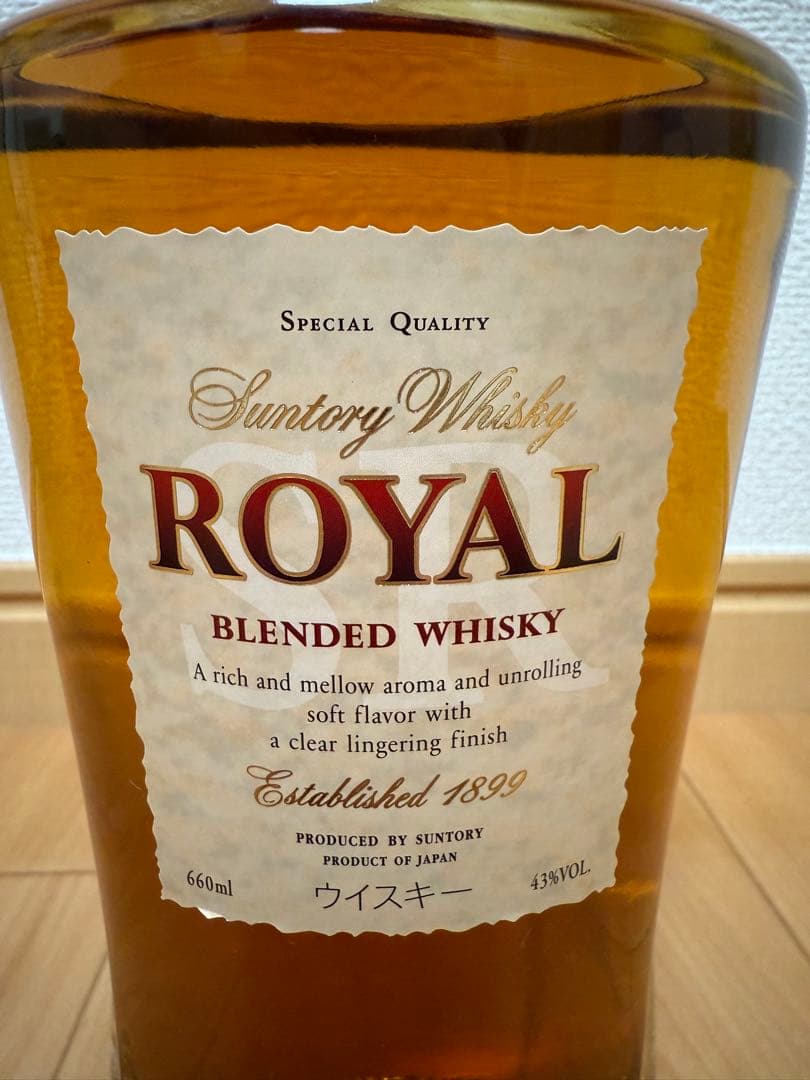 SPECIAL QUALITY
Suntory Whisky
SR
ROYAL
BLENDED WHISKY
A rich and mellow aroma and unrolling
soft flavor with
a clear lingering finish
Established 1899
PRODUCED BY SUNTORY
PRODUCT OF JAPAN
660ml ウイスキー 43%VOL.